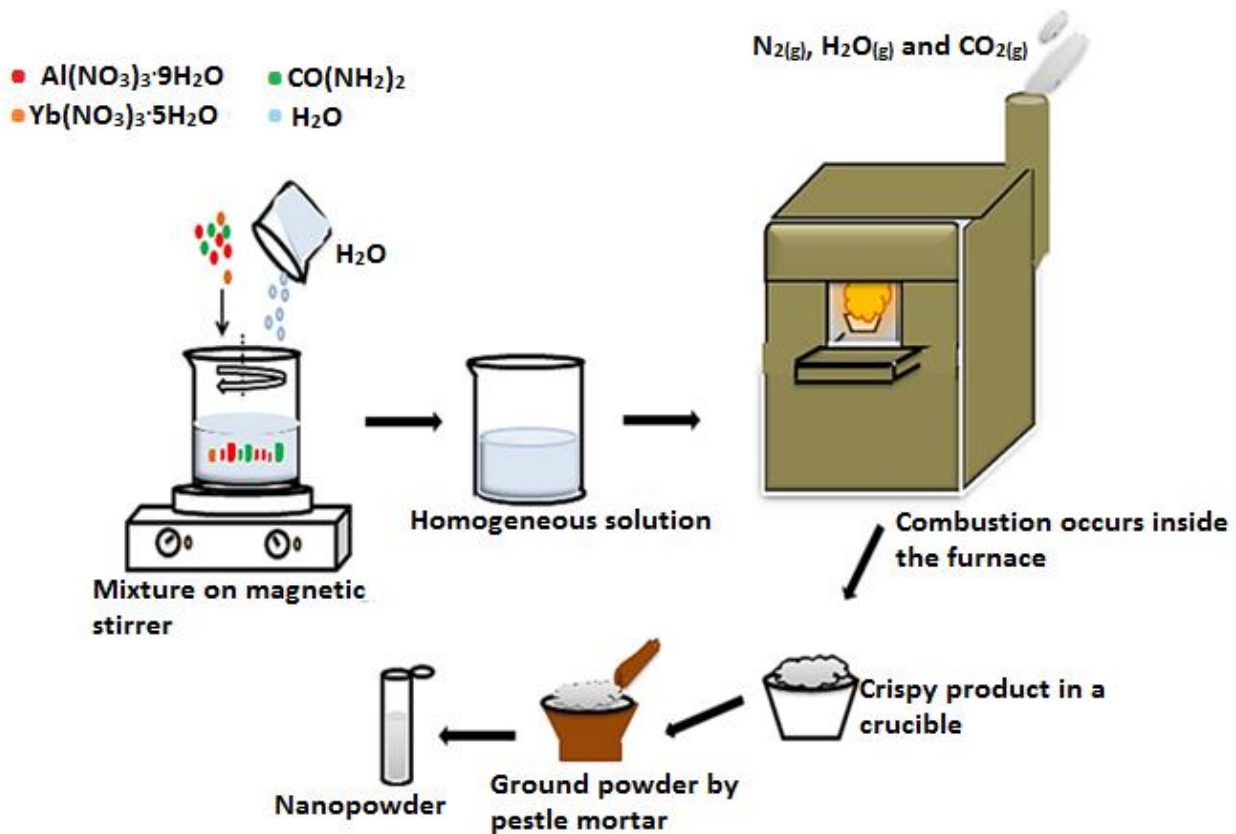 N₂(g), H₂O(g) and CO₂(g)
Al(NO₃)₃·9H₂O
CO(NH₂)₂
Yb(NO₃)₃·5H₂O
H₂O
H₂O
Homogeneous solution
Combustion occurs inside
the furnace
Mixture on magnetic
stirrer
Crispy product in a
crucible
Ground powder by
pestle mortar
Nanopowder